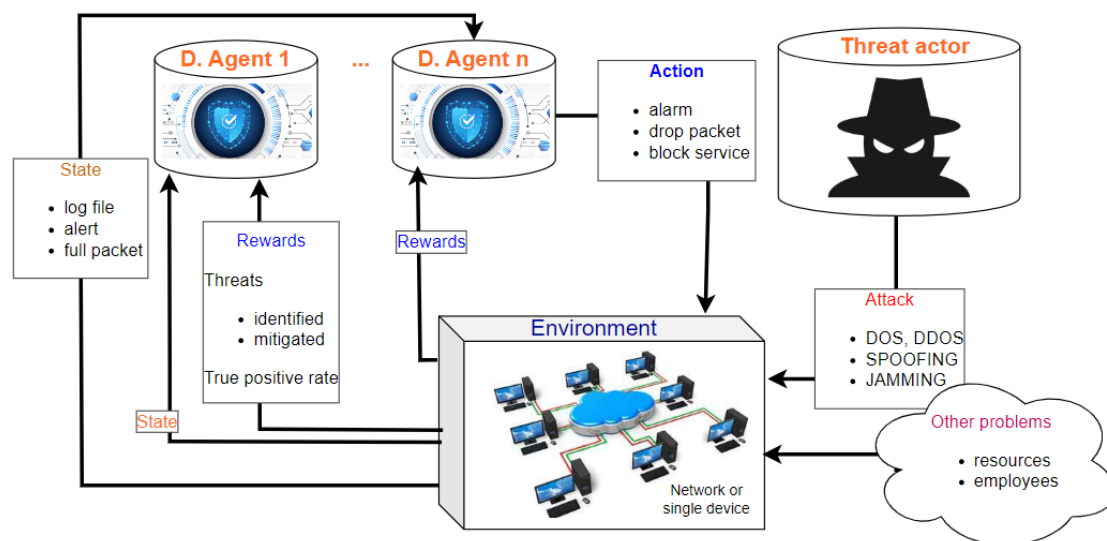 D. Agent 1
...
D. Agent n
Threat actor
Action
• alarm
• drop packet
• block service
State
• log file
• alert
• full packet
Rewards
Threats
• identified
• mitigated
True positive rate
Rewards
State
Environment
Network or
single device
Attack
• DOS, DDOS
• SPOOFING
• JAMMING
Other problems
• resources
• employees